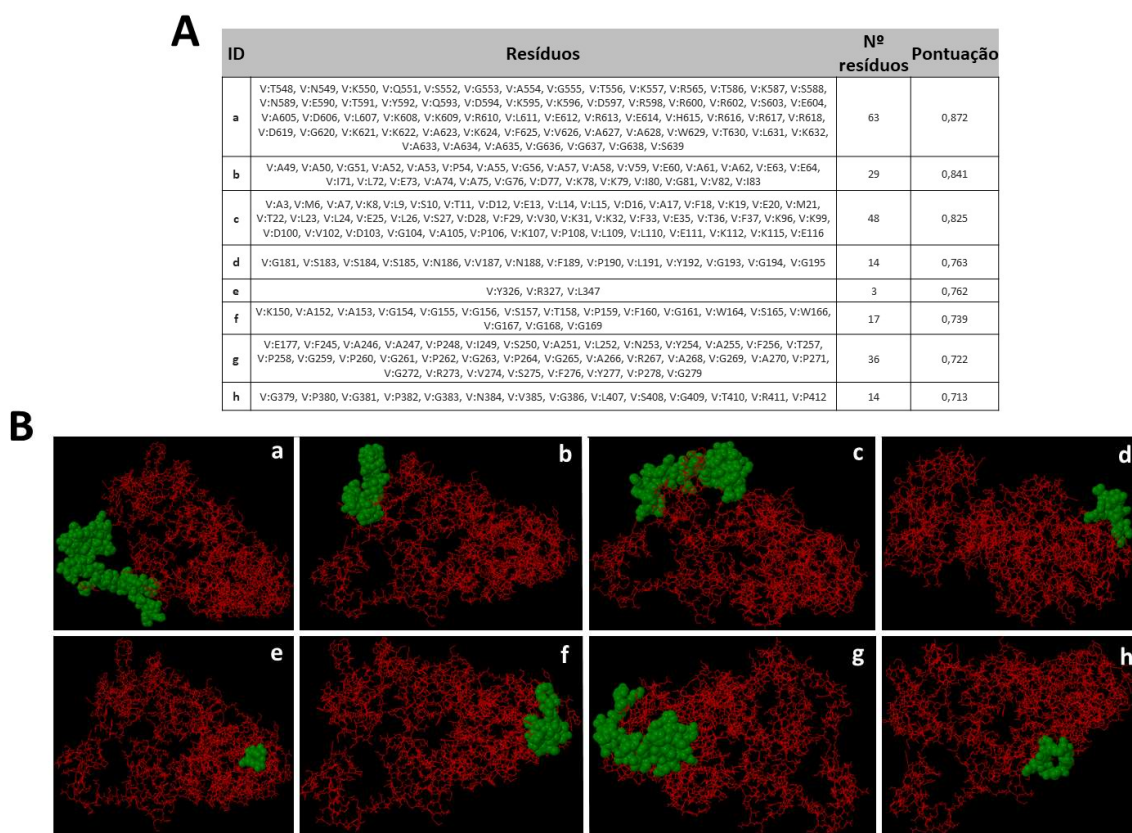 A
ID Resíduos Nº resíduos Pontuação
V:T548, V:N549, V:K550, V:Q551, V:S552, V:G553, V:A554, V:G555, V:T556, V:K557, V:R565, V:T586, V:K587, V:S588,
V:N589, V:E590, V:T591, V:Y592, V:Q593, V:D594, V:K595, V:K596, V:D597, V:R598, V:R600, V:R602, V:S603, V:E604,
a V:A605, V:D606, V:L607, V:K608, V:K609, V:R610, V:L611, V:E612, V:R613, V:E614, V:H615, V:R616, V:R617, V:R618, 63 0,872
V:D619, V:G620, V:K621, V:K622, V:A623, V:K624, V:F625, V:V626, V:A627, V:A628, V:W629, V:T630, V:L631, V:K632,
V:A633, V:A634, V:A635, V:G636, V:G637, V:G638, V:S639
V:A49, V:A50, V:G51, V:A52, V:A53, V:P54, V:A55, V:G56, V:A57, V:A58, V:V59, V:E60, V:A61, V:A62, V:E63, V:E64,
b V:I71, V:L72, V:E73, V:A74, V:A75, V:G76, V:D77, V:K78, V:K79, V:I80, V:G81, V:V82, V:I83 29 0,841
V:A3, V:M6, V:A7, V:K8, V:L9, V:S10, V:T11, V:D12, V:E13, V:L14, V:L15, V:D16, V:A17, V:F18, V:K19, V:E20, V:M21,
c V:T22, V:L23, V:L24, V:E25, V:L26, V:S27, V:D28, V:F29, V:V30, V:K31, V:K32, V:F33, V:E35, V:T36, V:F37, V:K96, V:K99, 48 0,825
V:D100, V:V102, V:D103, V:G104, V:A105, V:P106, V:K107, V:P108, V:L109, V:L110, V:E111, V:K112, V:K115, V:E116
d V:G181, V:S183, V:S184, V:S185, V:N186, V:V187, V:N188, V:F189, V:P190, V:L191, V:Y192, V:G193, V:G194, V:G195 14 0,763
e V:Y326, V:R327, V:L347 3 0,762
V:K150, V:A152, V:A153, V:G154, V:G155, V:G156, V:S157, V:T158, V:P159, V:F160, V:G161, V:W164, V:S165, V:W166,
f V:G167, V:G168, V:G169 17 0,739
V:E177, V:F245, V:A246, V:A247, V:P248, V:I249, V:S250, V:A251, V:L252, V:N253, V:Y254, V:A255, V:F256, V:T257,
g V:P258, V:G259, V:P260, V:G261, V:P262, V:G263, V:P264, V:G265, V:A266, V:R267, V:A268, V:G269, V:A270, V:P271, 36 0,722
V:G272, V:R273, V:V274, V:S275, V:F276, V:Y277, V:P278, V:G279
h V:G379, V:P380, V:G381, V:P382, V:G383, V:N384, V:V385, V:G386, V:L407, V:S408, V:G409, V:T410, V:R411, V:P412 14 0,713
B
a b c d
e f g h